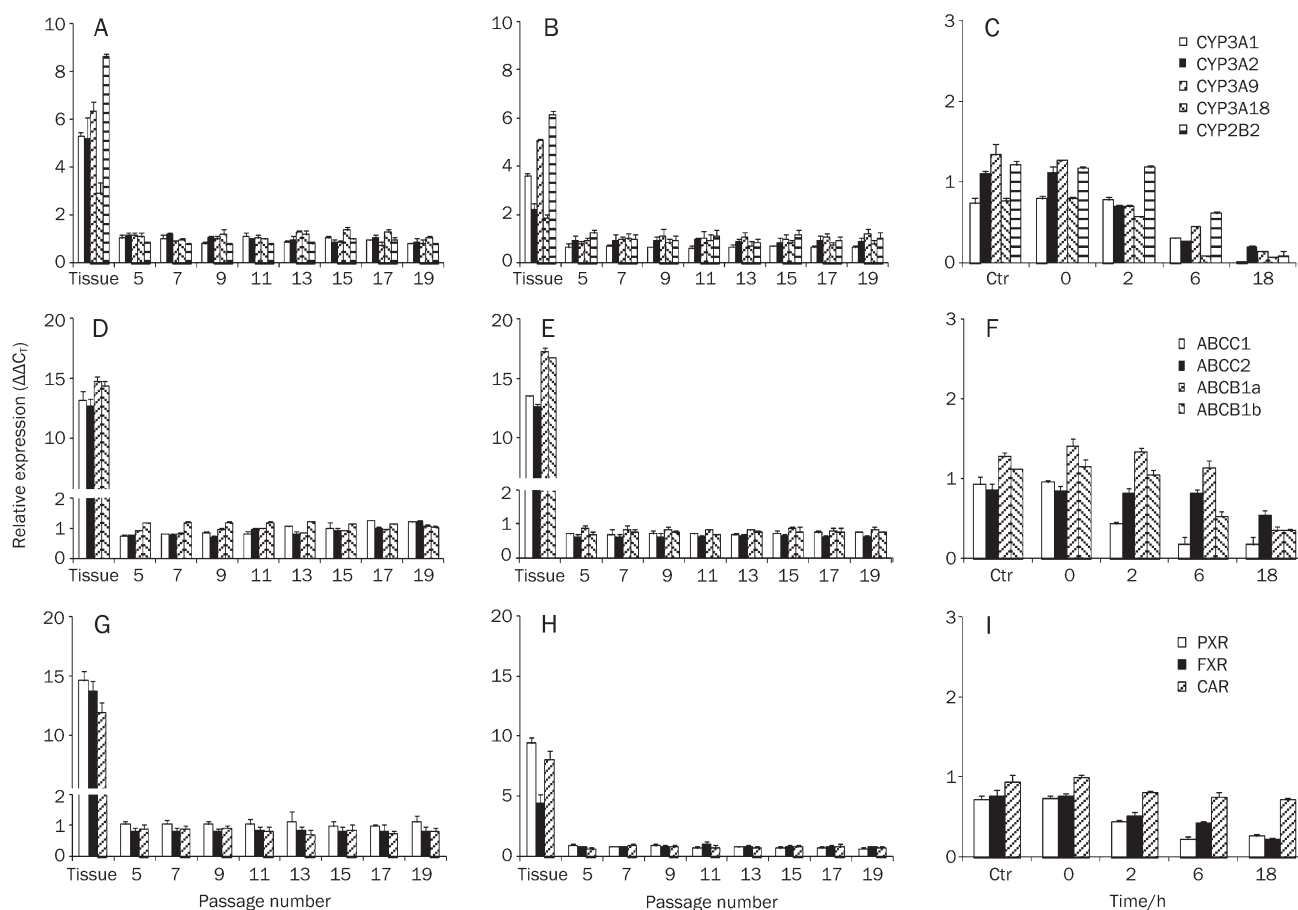 A
10
8
6
4
2
0
Tissue 5 7 9 11 13 15 17 19
B
10
8
6
4
2
0
Tissue 5 7 9 11 13 15 17 19
C
3
2
1
0
Ctr 0 2 6 18
CYP3A1
CYP3A2
CYP3A9
CYP3A18
CYP2B2
Relative expression (ΔΔCT)
D
20
15
10
2
1
0
Tissue 5 7 9 11 13 15 17 19
E
20
15
10
2
1
0
Tissue 5 7 9 11 13 15 17 19
F
3
2
1
0
Ctr 0 2 6 18
ABCC1
ABCC2
ABCB1a
ABCB1b
G
20
15
10
2
1
0
Tissue 5 7 9 11 13 15 17 19
Passage number
H
20
15
10
5
0
Tissue 5 7 9 11 13 15 17 19
Passage number
I
3
2
1
0
Ctr 0 2 6 18
Time/h
PXR
FXR
CAR